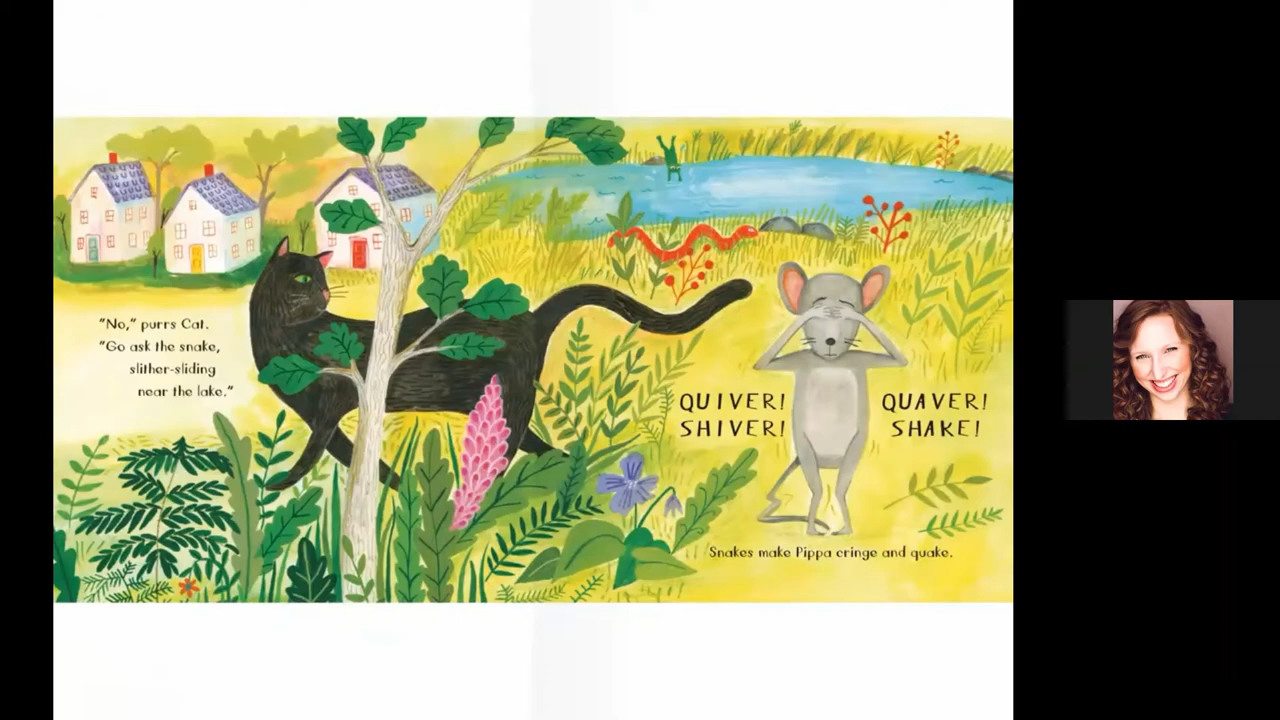 "No," purrs Cat.
"Go ask the snake,
slither-sliding
near the lake."
QUIVER! QUAVER!
SHIVER! SHAKE!
Snakes make Pippa cringe and quake.